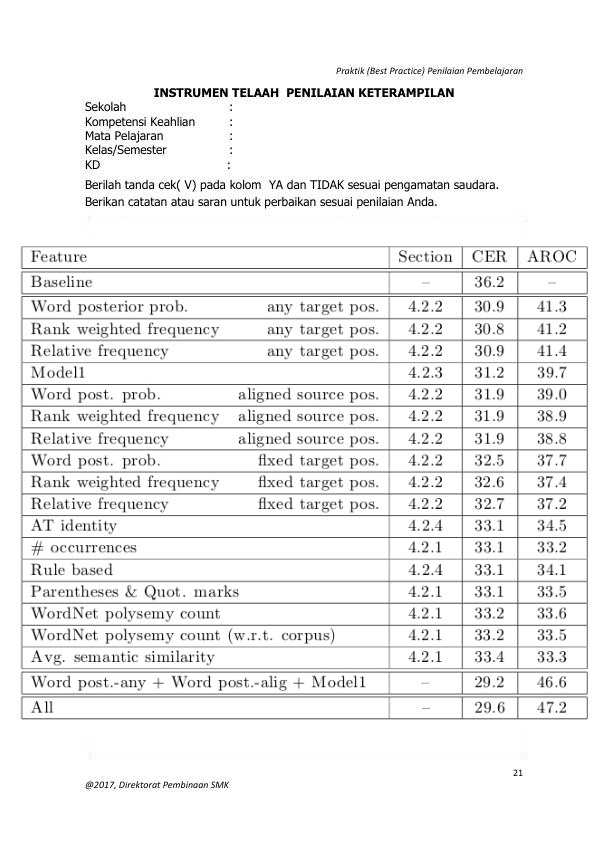 Praktik (Best Practice) Penilaian Pembelajaran
INSTRUMEN TELAAH PENILAIAN KETERAMPILAN
Sekolah :
Kompetensi Keahlian :
Mata Pelajaran :
Kelas/Semester :
KD :
Berilah tanda cek( V) pada kolom YA dan TIDAK sesuai pengamatan saudara.
Berikan catatan atau saran untuk perbaikan sesuai penilaian Anda.
Feature Section CER AROC
Baseline – 36.2 –
Word posterior prob. any target pos. 4.2.2 30.9 41.3
Rank weighted frequency any target pos. 4.2.2 30.8 41.2
Relative frequency any target pos. 4.2.2 30.9 41.4
Model1 4.2.3 31.2 39.7
Word post. prob. aligned source pos. 4.2.2 31.9 39.0
Rank weighted frequency aligned source pos. 4.2.2 31.9 38.9
Relative frequency aligned source pos. 4.2.2 31.9 38.8
Word post. prob. fixed target pos. 4.2.2 32.5 37.7
Rank weighted frequency fixed target pos. 4.2.2 32.6 37.4
Relative frequency fixed target pos. 4.2.2 32.7 37.2
AT identity 4.2.4 33.1 34.5
# occurrences 4.2.1 33.1 33.2
Rule based 4.2.4 33.1 34.1
Parentheses & Quot. marks 4.2.1 33.1 33.5
WordNet polysemy count 4.2.1 33.2 33.6
WordNet polysemy count (w.r.t. corpus) 4.2.1 33.2 33.5
Avg. semantic similarity 4.2.1 33.4 33.3
Word post.-any + Word post.-alig + Model1 – 29.2 46.6
All – 29.6 47.2
21
@2017, Direktorat Pembinaan SMK